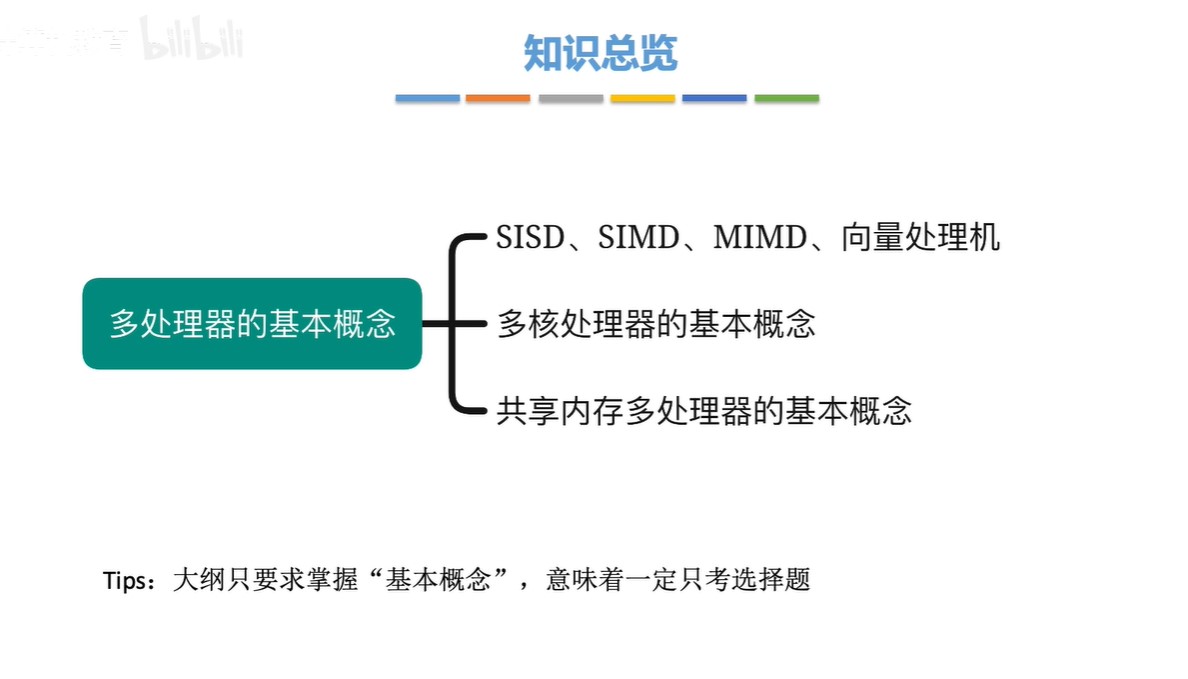 bilibili
知识总览
SISD、SIMD、MIMD、向量处理机
多处理器的基本概念
多核处理器的基本概念
共享内存多处理器的基本概念
Tips：大纲只要求掌握“基本概念”，意味着一定只考选择题